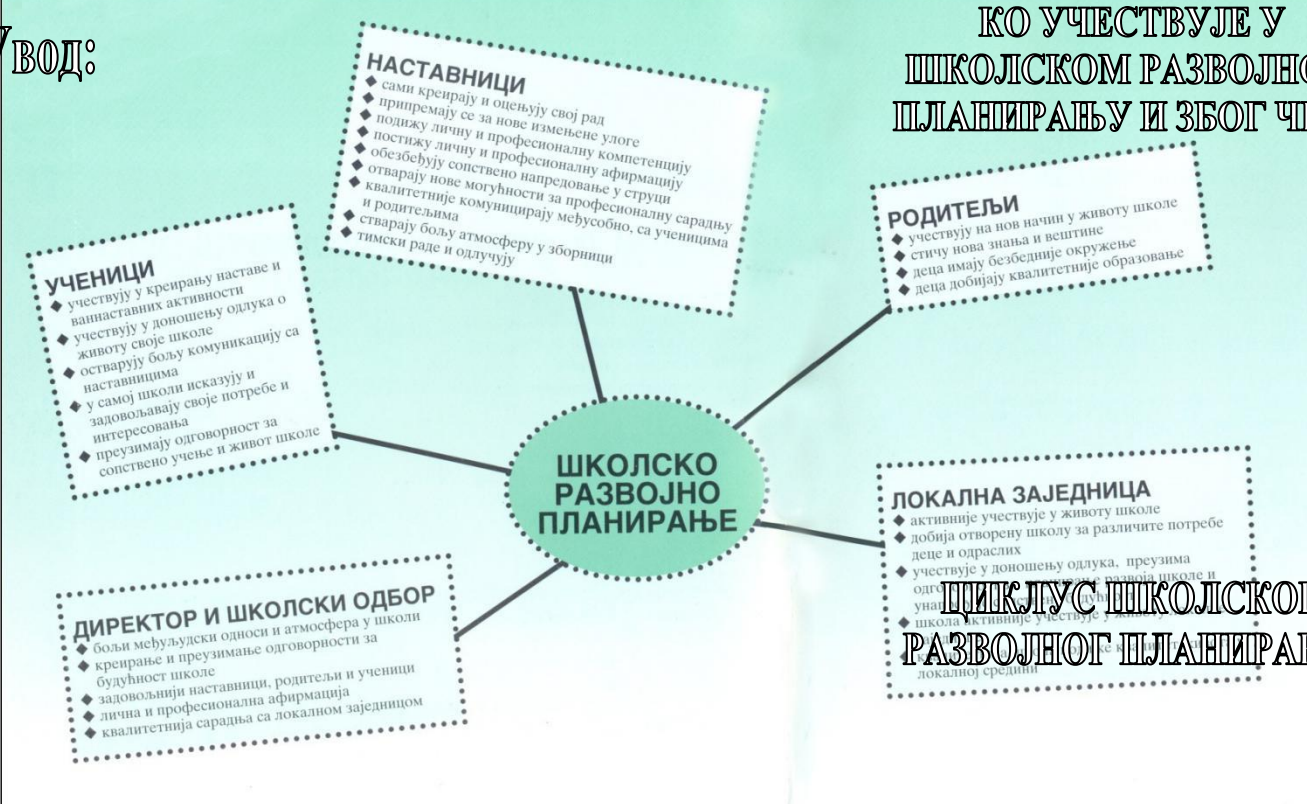 Увод:
КО УЧЕСТВУЈЕ У
ШКОЛСКОМ РАЗВОЈНО
ПЛАНИРАЊУ И ЗБОГ
НАСТАВНИЦИ
◆ сами креирају и оцењују свој рад
◆ припремају се за нове измењене улоге
◆ подижу личну и професионалну компетенцију
◆ постижу личну и професионалну афирмацију
◆ обезбеђују сопствено напредовање у струци
◆ отварају нове могућности за професионалну сарадњу
◆ квалитетније комуницирају међусобно, са ученицима
и родитељима
◆ стварају бољу атмосферу у зборници
◆ тимски раде и одлучују
РОДИТЕЉИ
◆ учествују на нов начин у животу школе
◆ стичу нова знања и вештине
◆ деца имају безбедније окружење
◆ деца добијају квалитетније образовање
УЧЕНИЦИ
◆ учествују у креирању наставе и
ваннаставних активности
◆ учествују у доношењу одлука о
животу своје школе
◆ остварују бољу комуникацију са
наставницима
◆ у самој школи исказују и
задовољавају своје потребе и
интересовања
◆ преузимају одговорност за
сопствено учење и живот школе
ШКОЛСКО
РАЗВОЈНО
ПЛАНИРАЊЕ
ЛОКАЛНА ЗАЈЕДНИЦА
◆ активније учествује у животу школе
◆ добија отворену школу за различите потребе
деце и одраслих
◆ учествује у доношењу одлука, преузима
развоја школе и
◆ школа активније учествује у
локалној средини
ЦИКЛУС ШКОЛСКОГ
РАЗВОЈНОГ ПЛАНИРА
ДИРЕКТОР И ШКОЛСКИ ОДБОР
◆ бољи међуљудски односи и атмосфера у школи
◆ креирање и преузимање одговорности за
будућност школе
◆ задовољнији наставници, родитељи и ученици
◆ лична и професионална афирмација
◆ квалитетнија сарадња са локалном заједницом